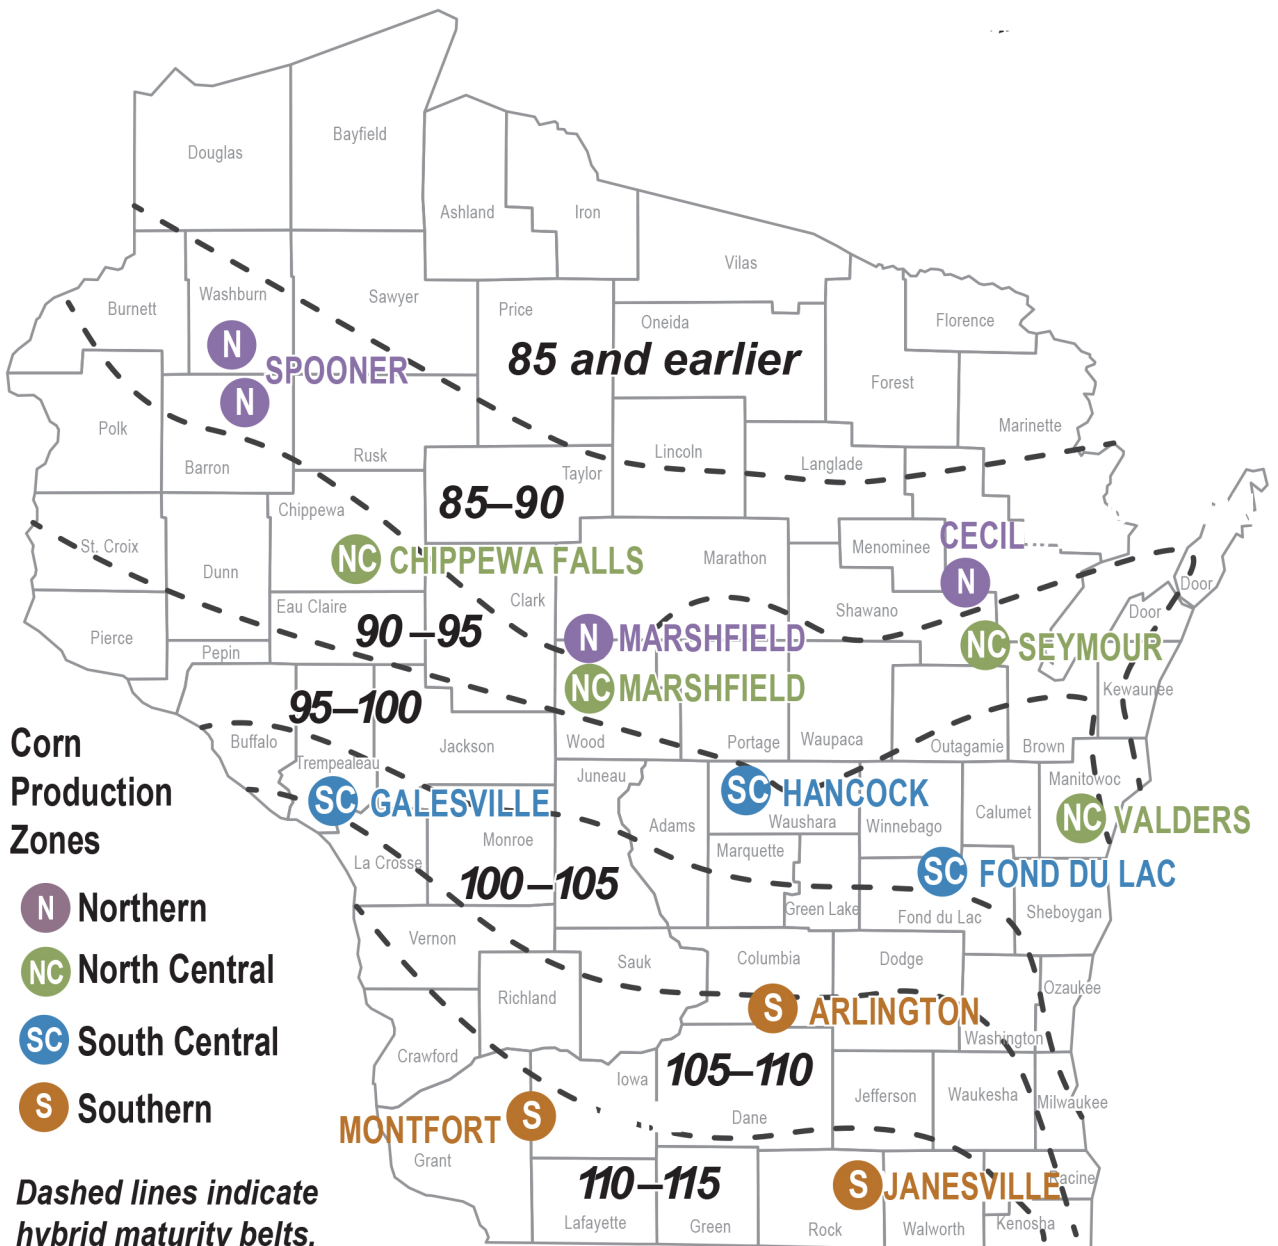 Bayfield
Douglas
Ashland
Iron
Vilas
Washburn
Sawyer
Burnett
Price
Oneida
Florence
N
SPOONER
85 and earlier
Forest
N
Polk
Marinette
Barron
Rusk
Lincoln
Langlade
Taylor
85–90
Chippewa
St. Croix
CECIL
Menominee
NC CHIPPEWA FALLS
Marathon
Dunn
N
Door
Eau Claire
Clark
Shawano
Door
Pierce
90–95
N MARSHFIELD
NC SEYMOUR
Pepin
NC MARSHFIELD
Kewaunee
95–100
Corn
Production
Zones
Buffalo
Jackson
Wood
Portage
Waupaca
Outagamie
Brown
Trempealeau
Juneau
Manitowoc
SC GALESVILLE
SC HANCOCK
Waushara
Winnebago
Calumet
NC VALDERS
Adams
Monroe
Marquette
La Crosse
SC FOND DU LAC
100–105
N Northern
Green Lake
Fond du Lac
Sheboygan
Vernon
NC North Central
Sauk
Columbia
Dodge
Ozaukee
Richland
S ARLINGTON
SC South Central
Washington
Crawford
105–110
Iowa
Jefferson
Waukesha
Milwaukee
S Southern
MONTFORT S
Dane
Grant
110–115
S JANESVILLE
Racine
Dashed lines indicate
hybrid maturity belts.
Lafayette
Green
Rock
Walworth
Kenosha